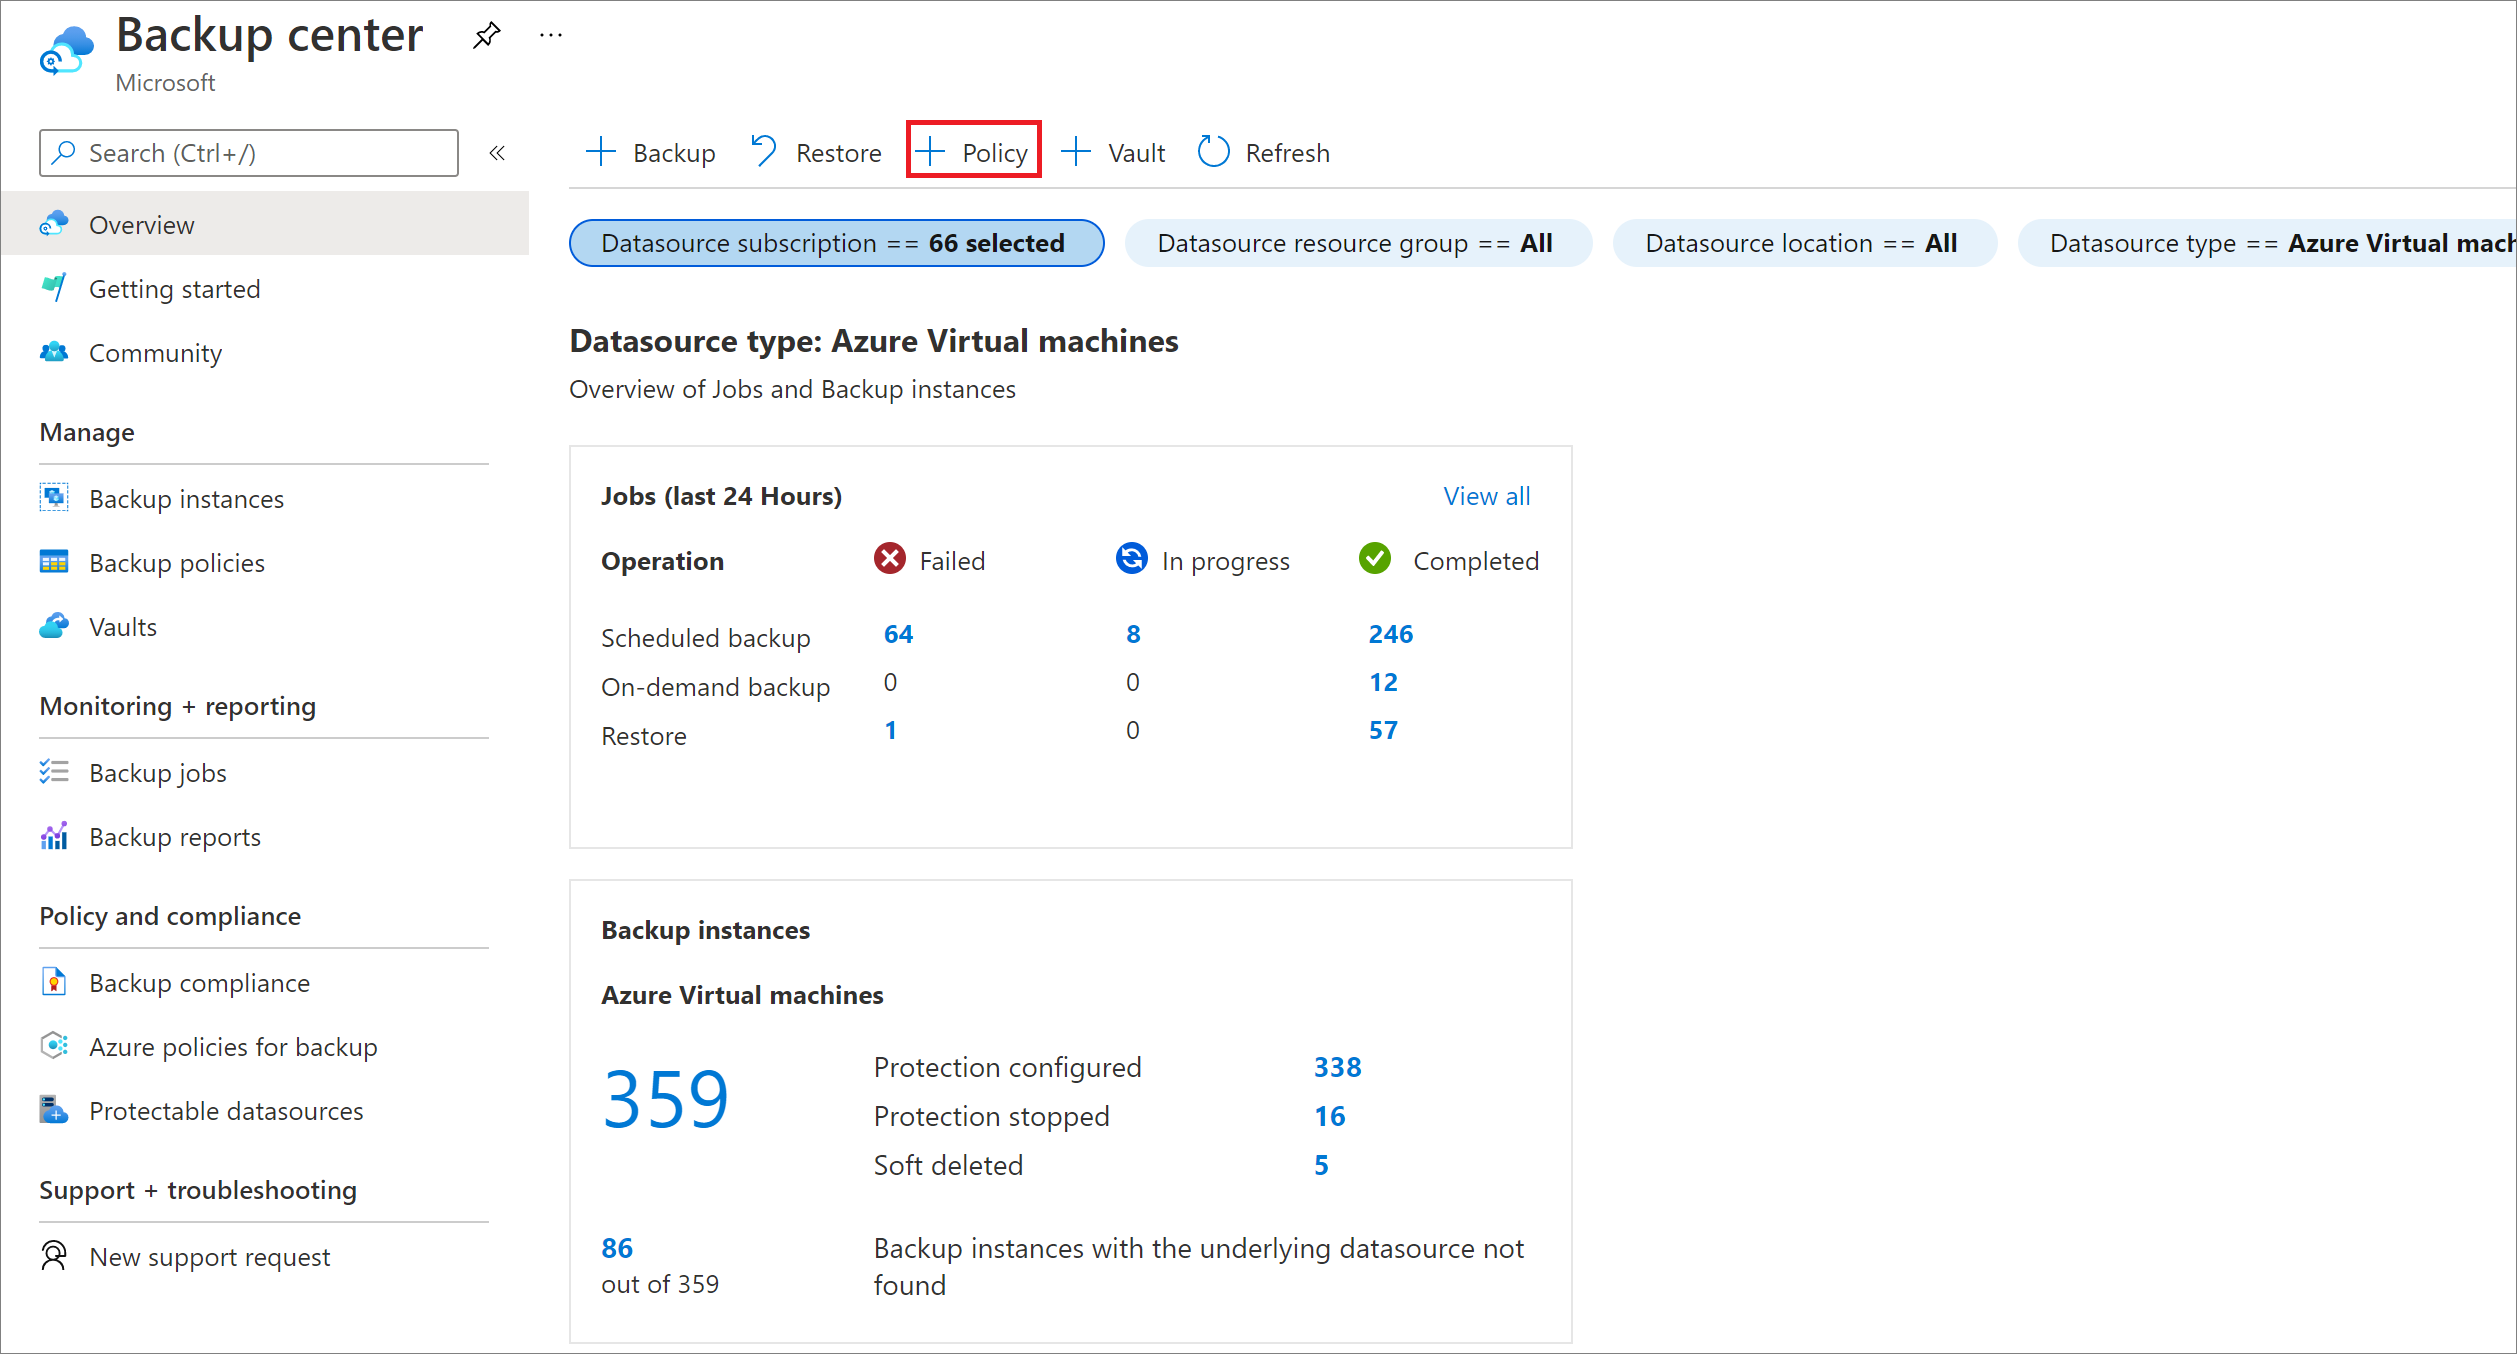 Backup center
Microsoft
Search (Ctrl+/)
Overview
Getting started
Community
Manage
Backup instances
Backup policies
Vaults
Monitoring + reporting
Backup jobs
Backup reports
Policy and compliance
Backup compliance
Azure policies for backup
Protectable datasources
Support + troubleshooting
New support request
Backup Restore Policy Vault Refresh
Datasource subscription == 66 selected Datasource resource group == All Datasource location == All Datasource type == Azure Virtual mach
Datasource type: Azure Virtual machines
Overview of Jobs and Backup instances
Jobs (last 24 Hours) View all
Operation Failed In progress Completed
Scheduled backup 64 8 246
On-demand backup 0 0 12
Restore 1 0 57
Backup instances
Azure Virtual machines
359
Protection configured 338
Protection stopped 16
Soft deleted 5
86
out of 359
Backup instances with the underlying datasource not
found